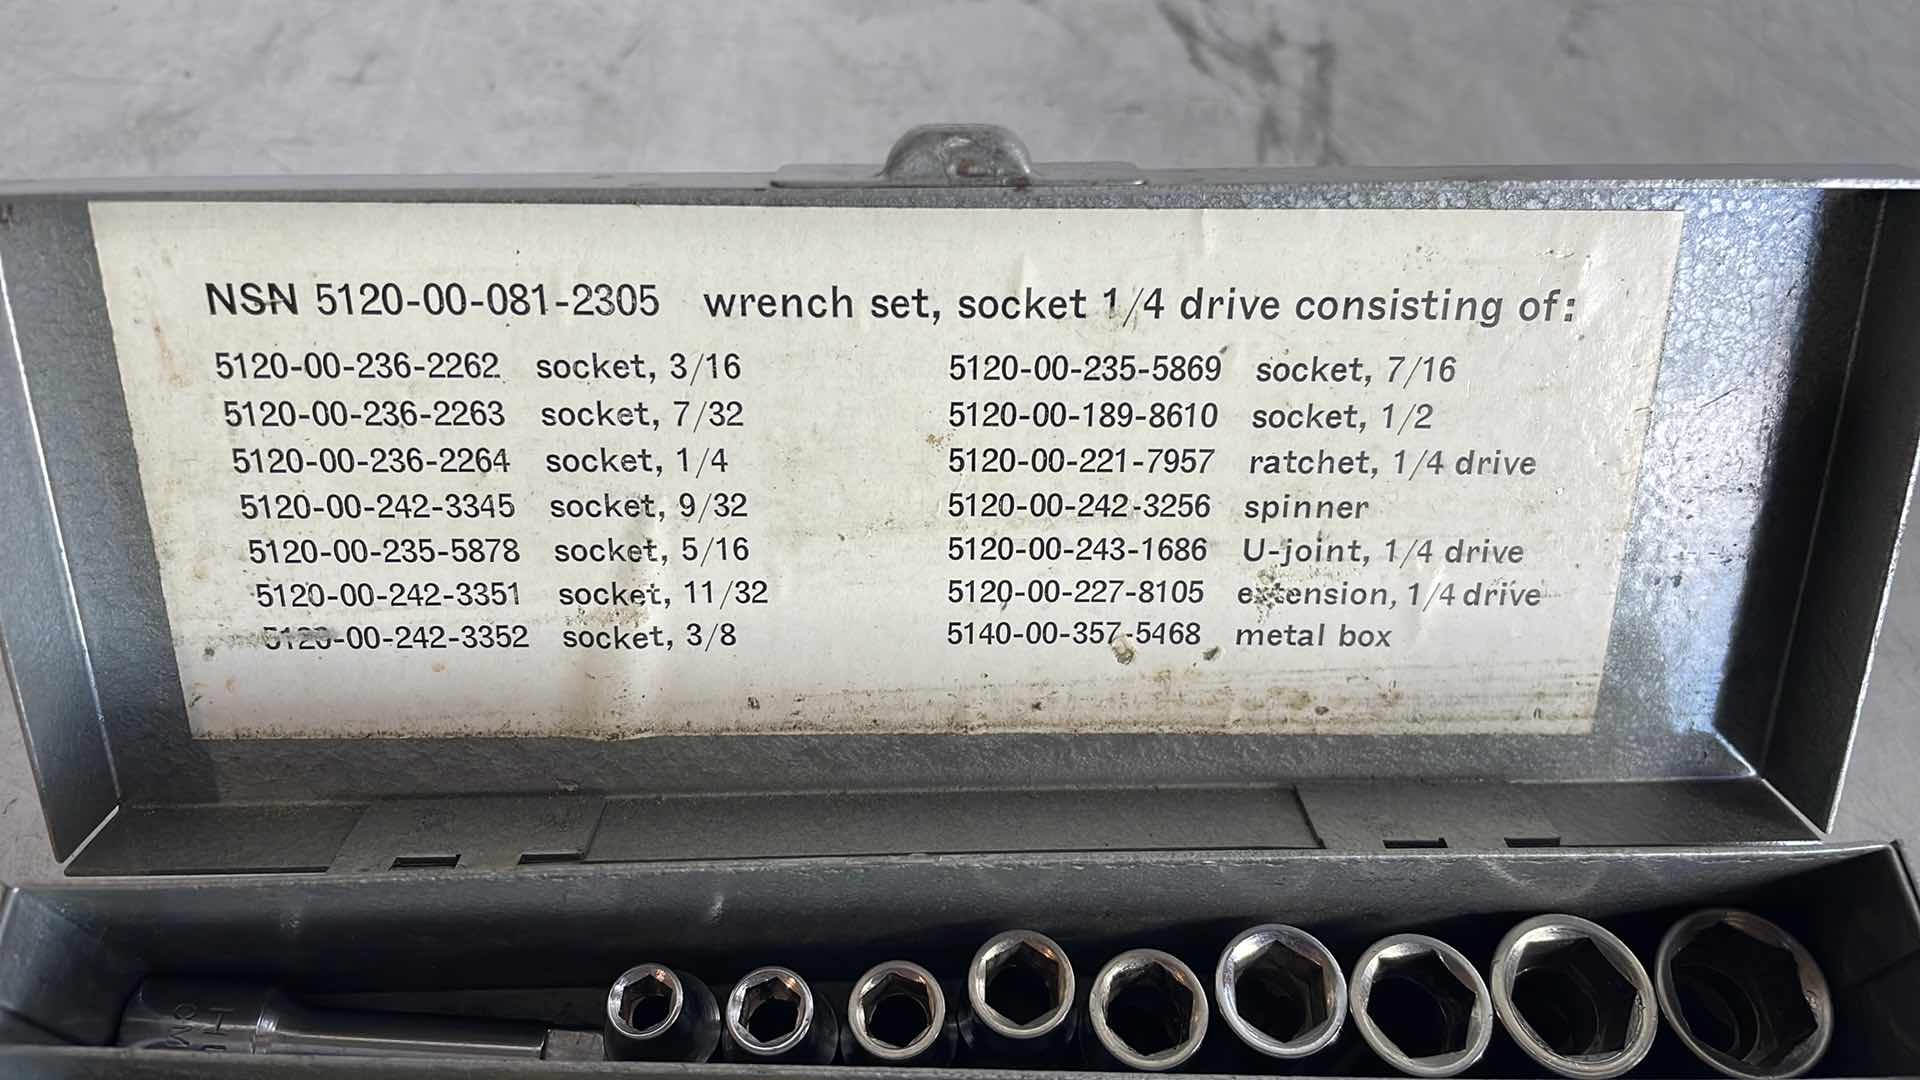 NSN 5120-00-081-2305 wrench set, socket 1/4 drive consisting of:
5120-00-236-2262 socket, 3/16
5120-00-236-2263 socket, 7/32
5120-00-236-2264 socket, 1/4
5120-00-242-3345 socket, 9/32
5120-00-235-5878 socket, 5/16
5120-00-242-3351 socket, 11/32
5120-00-242-3352 socket, 3/8
5120-00-235-5869 socket, 7/16
5120-00-189-8610 socket, 1/2
5120-00-221-7957 ratchet, 1/4 drive
5120-00-242-3256 spinner
5120-00-243-1686 U-joint, 1/4 drive
5120-00-227-8105 extension, 1/4 drive
5140-00-357-5468 metal box